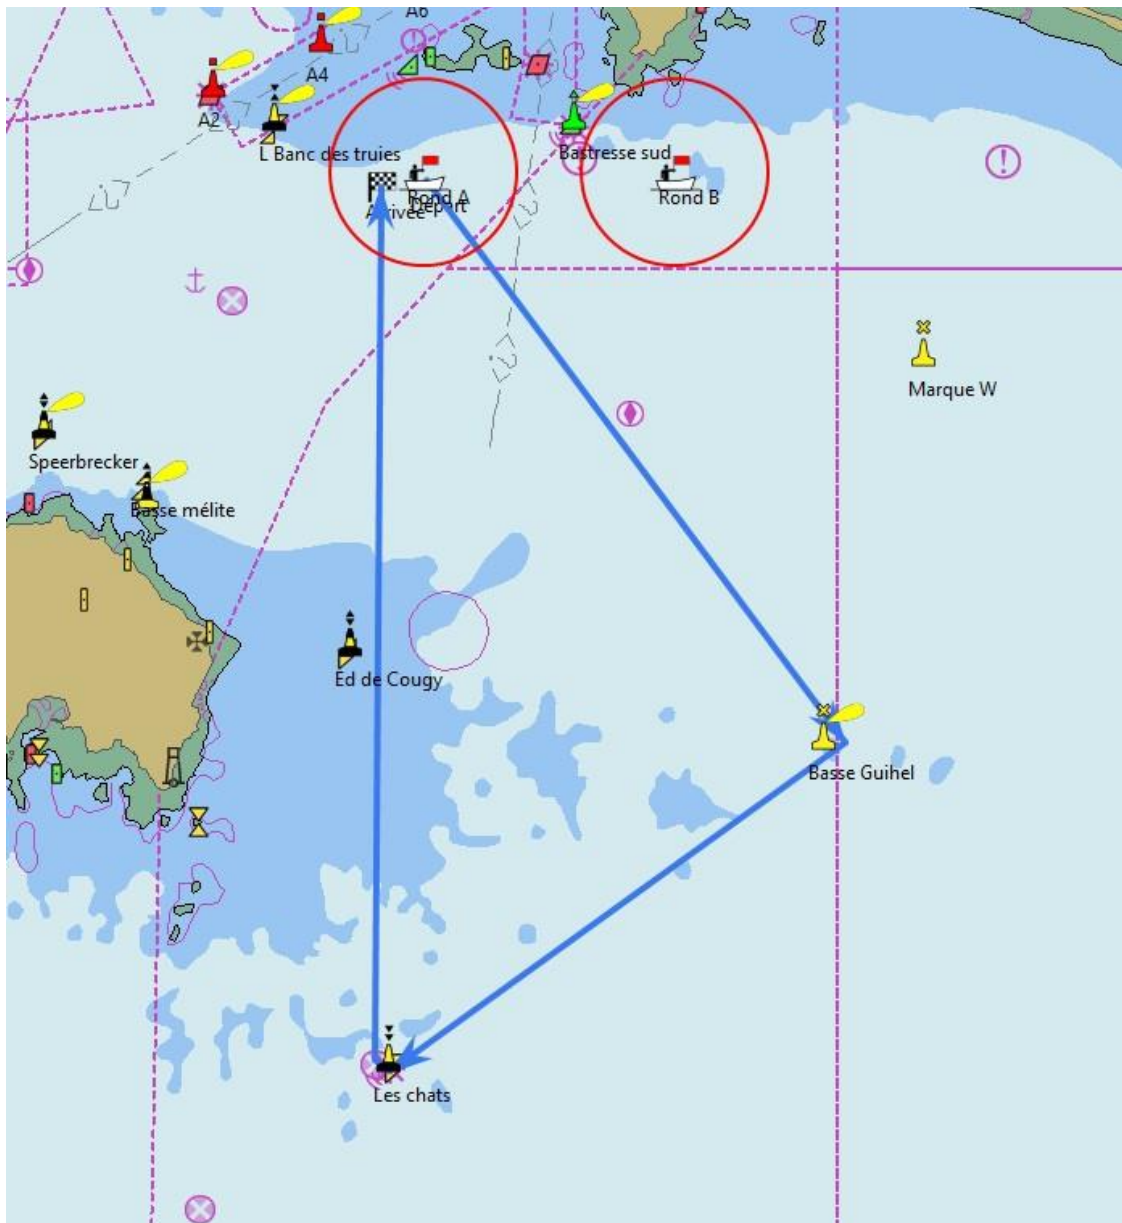 A6
A4
A2
L Banc des truies
Bastresse sud
Rond A
Départ
Arrivée
Rond B
Marque W
Speerbrecker
Basse mélite
Ed de Cougy
Basse Guihel
Les chats